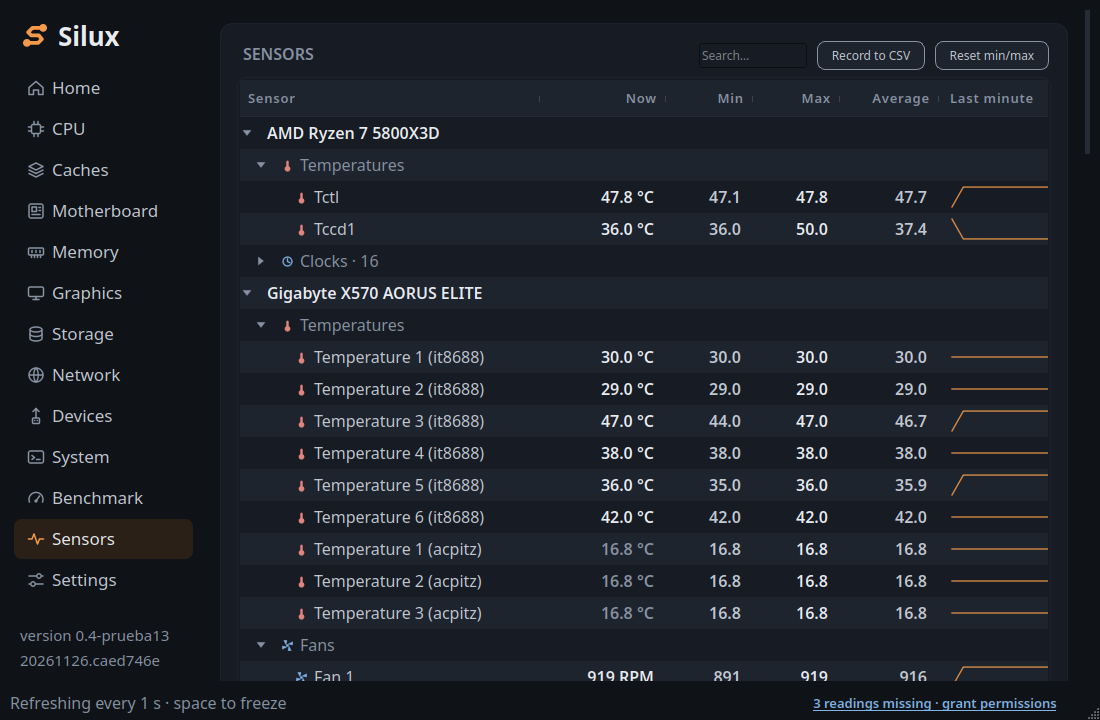 Silux
Home
CPU
Caches
Motherboard
Memory
Graphics
Storage
Network
Devices
System
Benchmark
Sensors
Settings
version 0.4-prueba13
20261126.caed746e
SENSORS
Search...
Record to CSV
Reset min/max
Sensor Now Min Max Average Last minute
AMD Ryzen 7 5800X3D
Temperatures
Tctl 47.8 °C 47.1 47.8 47.7
Tccd1 36.0 °C 36.0 50.0 37.4
Clocks · 16
Gigabyte X570 AORUS ELITE
Temperatures
Temperature 1 (it8688) 30.0 °C 30.0 30.0 30.0
Temperature 2 (it8688) 29.0 °C 29.0 29.0 29.0
Temperature 3 (it8688) 47.0 °C 44.0 47.0 46.7
Temperature 4 (it8688) 38.0 °C 38.0 38.0 38.0
Temperature 5 (it8688) 36.0 °C 35.0 36.0 35.9
Temperature 6 (it8688) 42.0 °C 42.0 42.0 42.0
Temperature 1 (acpitz) 16.8 °C 16.8 16.8 16.8
Temperature 2 (acpitz) 16.8 °C 16.8 16.8 16.8
Temperature 3 (acpitz) 16.8 °C 16.8 16.8 16.8
Fans
Fan 1 919 RPM 891 919 916
Refreshing every 1 s · space to freeze
3 readings missing · grant permissions